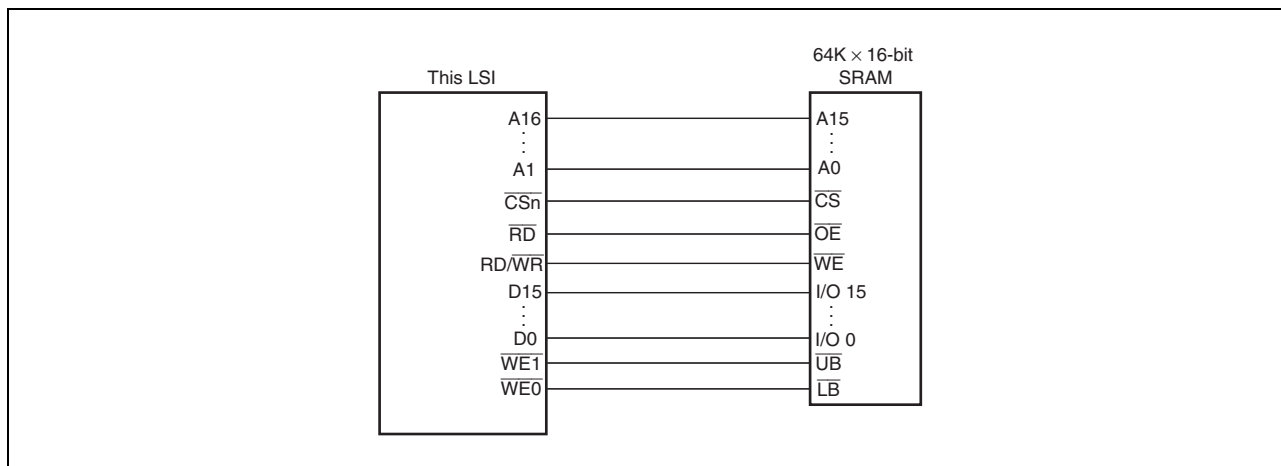 64K × 16-bit
This LSI SRAM
A16 A15
A1 A0
CSn CS
RD OE
RD/WR WE
D15 I/O 15
D0 I/O 0
WE1 UB
WE0 LB